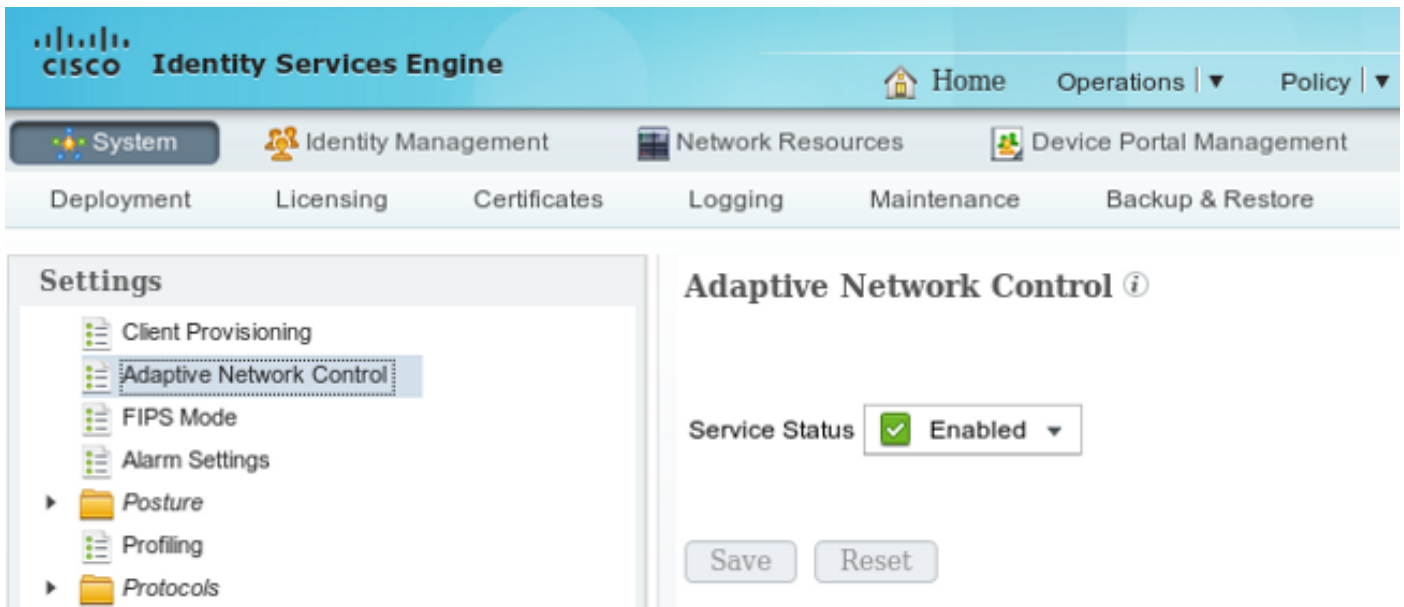 CISCO Identity Services Engine
Home Operations Policy
System Identity Management Network Resources Device Portal Management
Deployment Licensing Certificates Logging Maintenance Backup & Restore
Settings
Client Provisioning
Adaptive Network Control
FIPS Mode
Alarm Settings
Posture
Profiling
Protocols
Adaptive Network Control i
Service Status Enabled
Save Reset